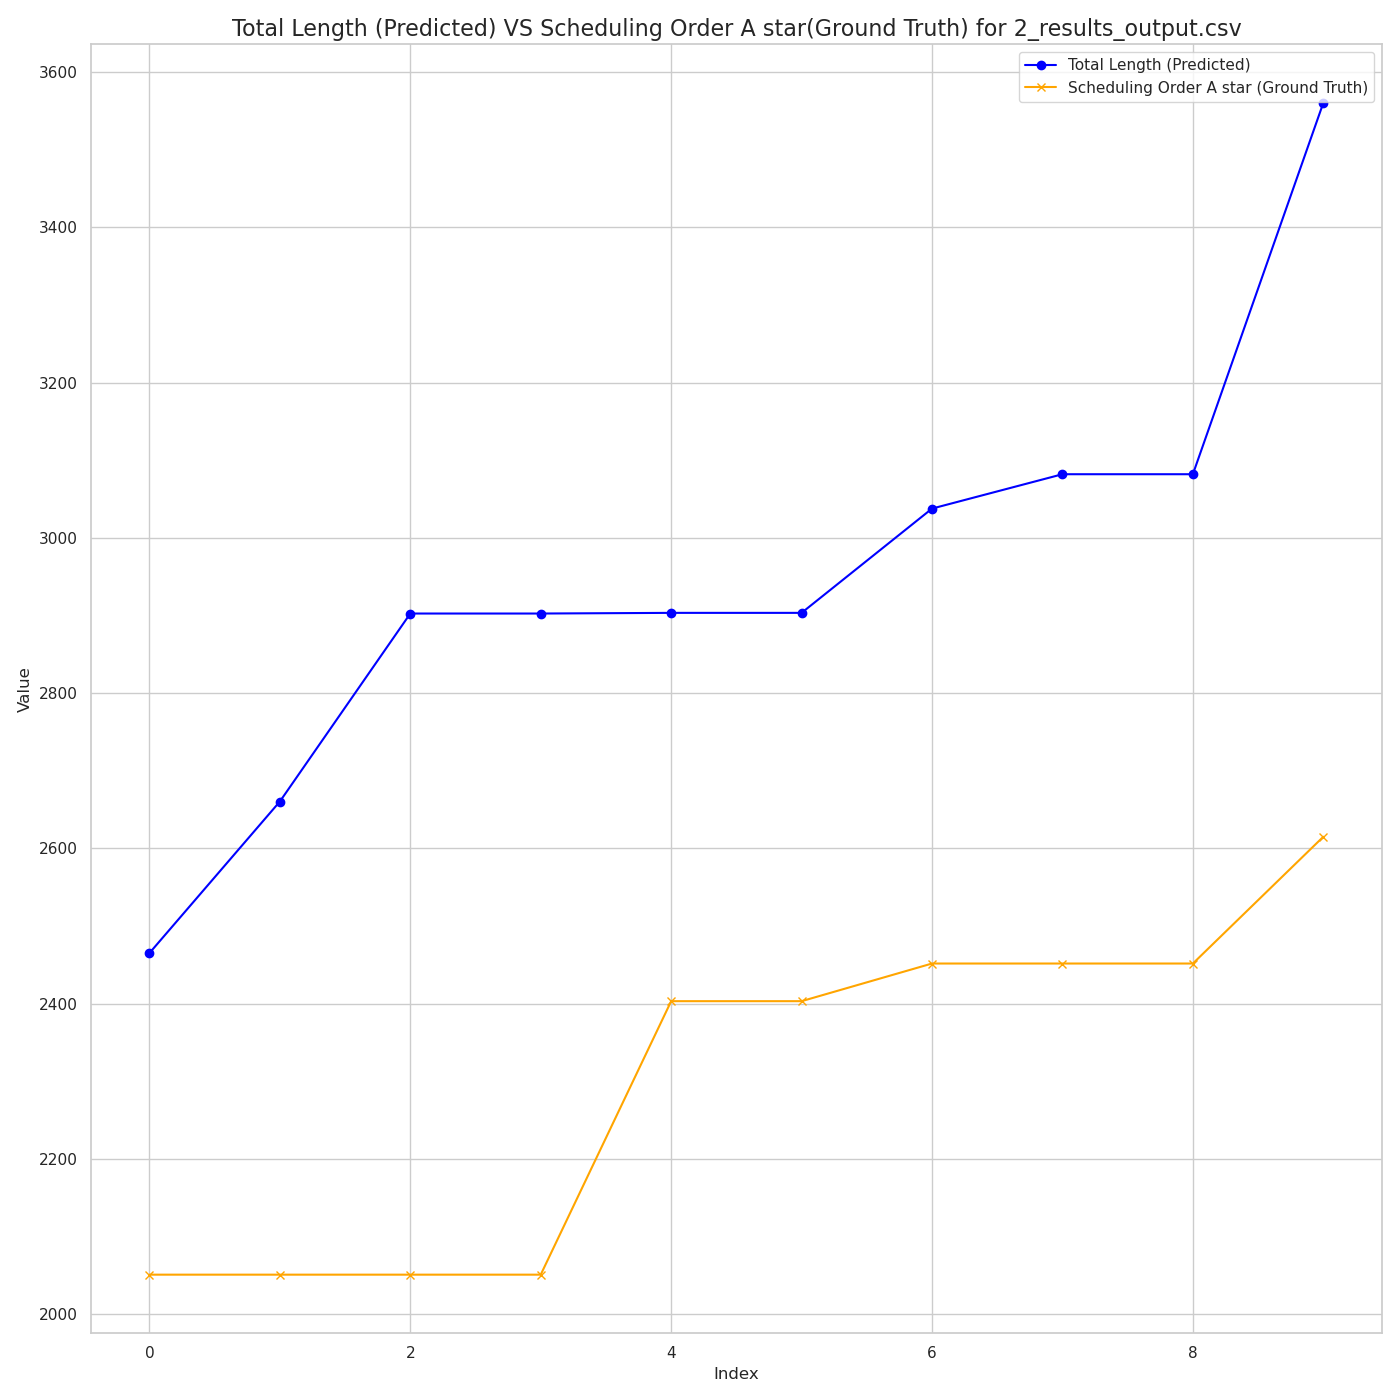 Total Length (Predicted) VS Scheduling Order A star(Ground Truth) for 2_results_output.csv
Total Length (Predicted)
Scheduling Order A star (Ground Truth)
3600
3400
3200
3000
2800
2600
2400
2200
2000
Value
0 2 4 6 8
Index